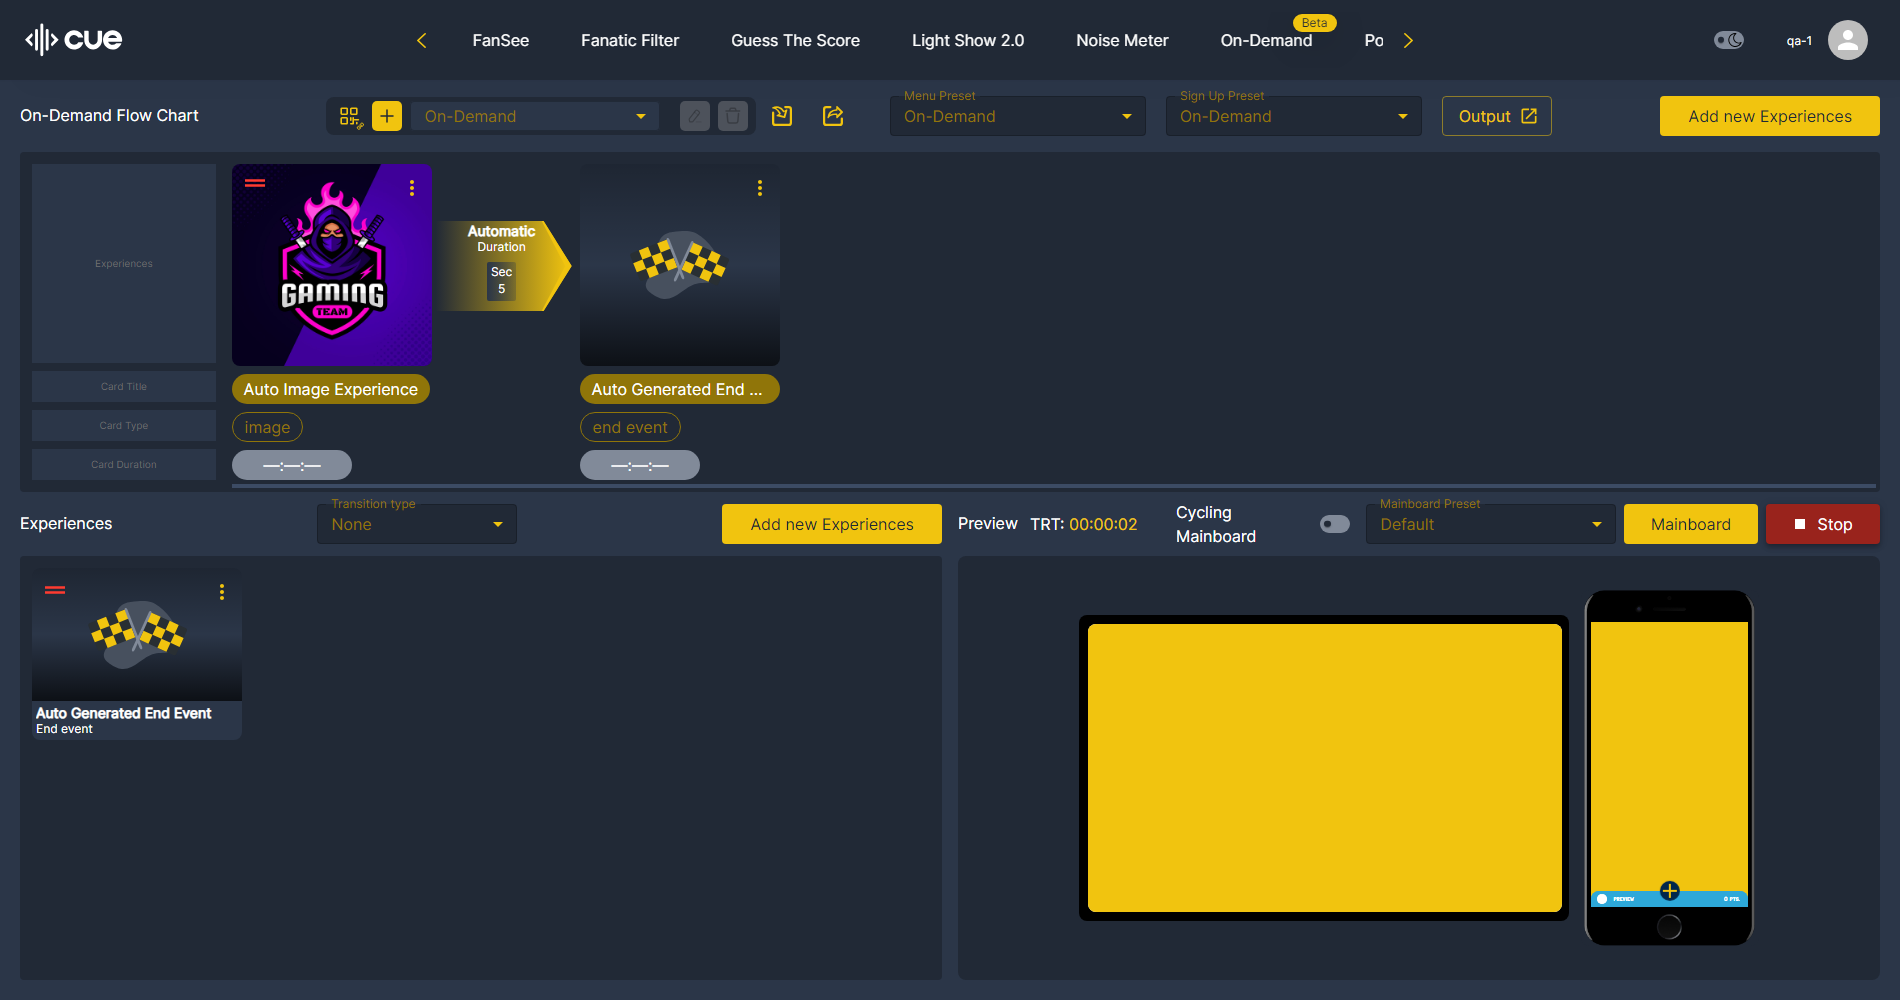 cue
FanSee
Fanatic Filter
Guess The Score
Light Show 2.0
Noise Meter
On-Demand
Beta
Po
qa-1
On-Demand Flow Chart
On-Demand
Menu Preset
On-Demand
Sign Up Preset
On-Demand
Output
Add new Experiences
Experiences
Card Title
Card Type
Card Duration
GAMING
TEAM
Automatic
Duration
Sec
5
Auto Image Experience
Auto Generated End ...
image
end event
—:—:—
—:—:—
Experiences
Transition type
None
Add new Experiences
Preview
TRT: 00:00:02
Cycling
Mainboard
Mainboard Preset
Default
Mainboard
Stop
Auto Generated End Event
End event
PREVIEW
0 PTS.